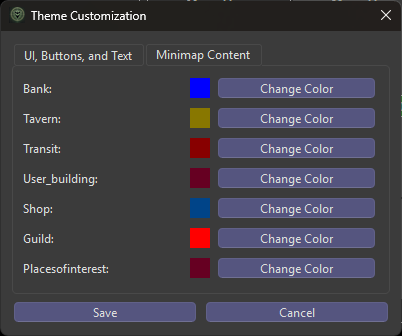 Theme Customization
UI, Buttons, and Text
Minimap Content
Bank: Change Color
Tavern: Change Color
Transit: Change Color
User_building: Change Color
Shop: Change Color
Guild: Change Color
Placesofinterest: Change Color
Save Cancel